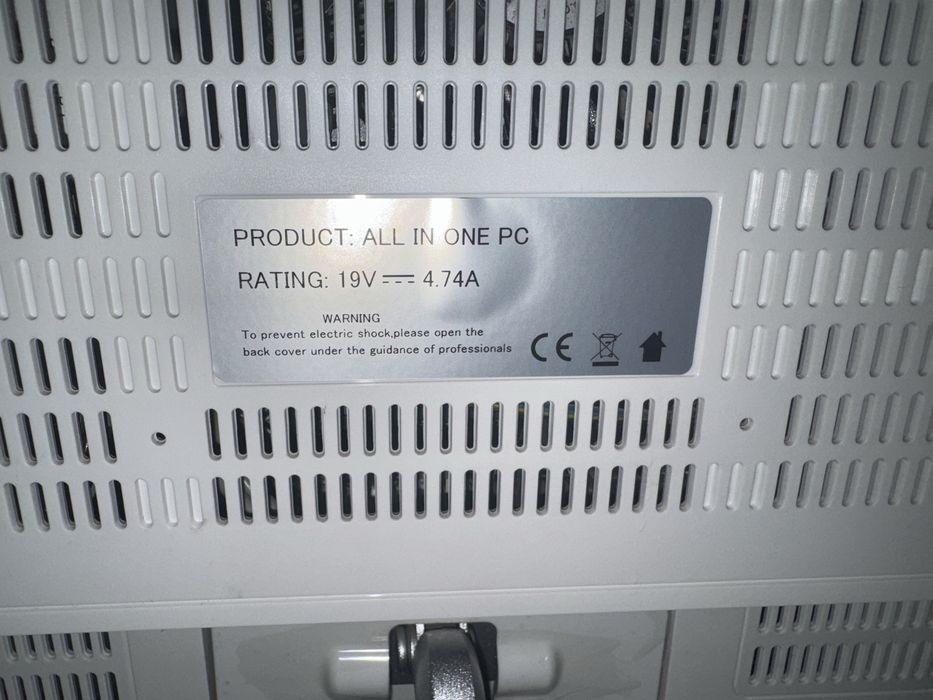 PRODUCT: ALL IN ONE PC
RATING: 19V ⎓ 4.74A
WARNING
To prevent electric shock,please open the
back cover under the guidance of professionals
CE